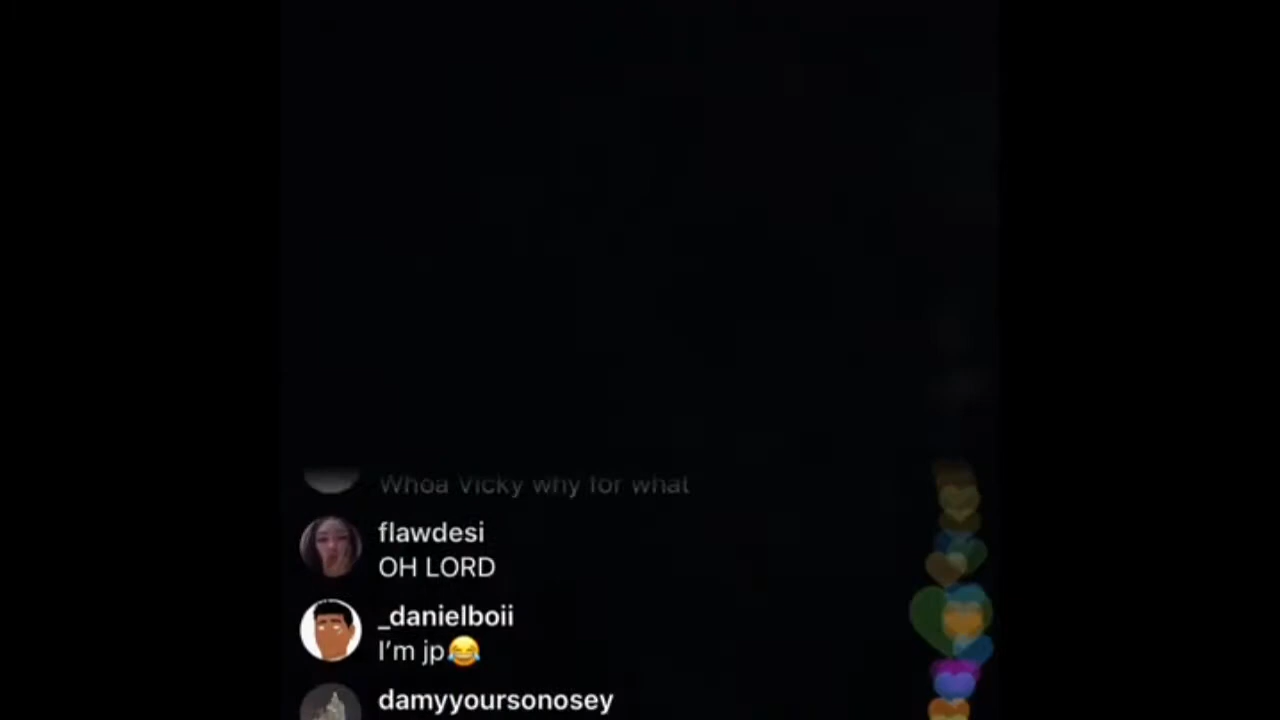 Whoa Vicky why for what
flawdesi
OH LORD
_danielboii
I'm jp😂
damyyoursonosey